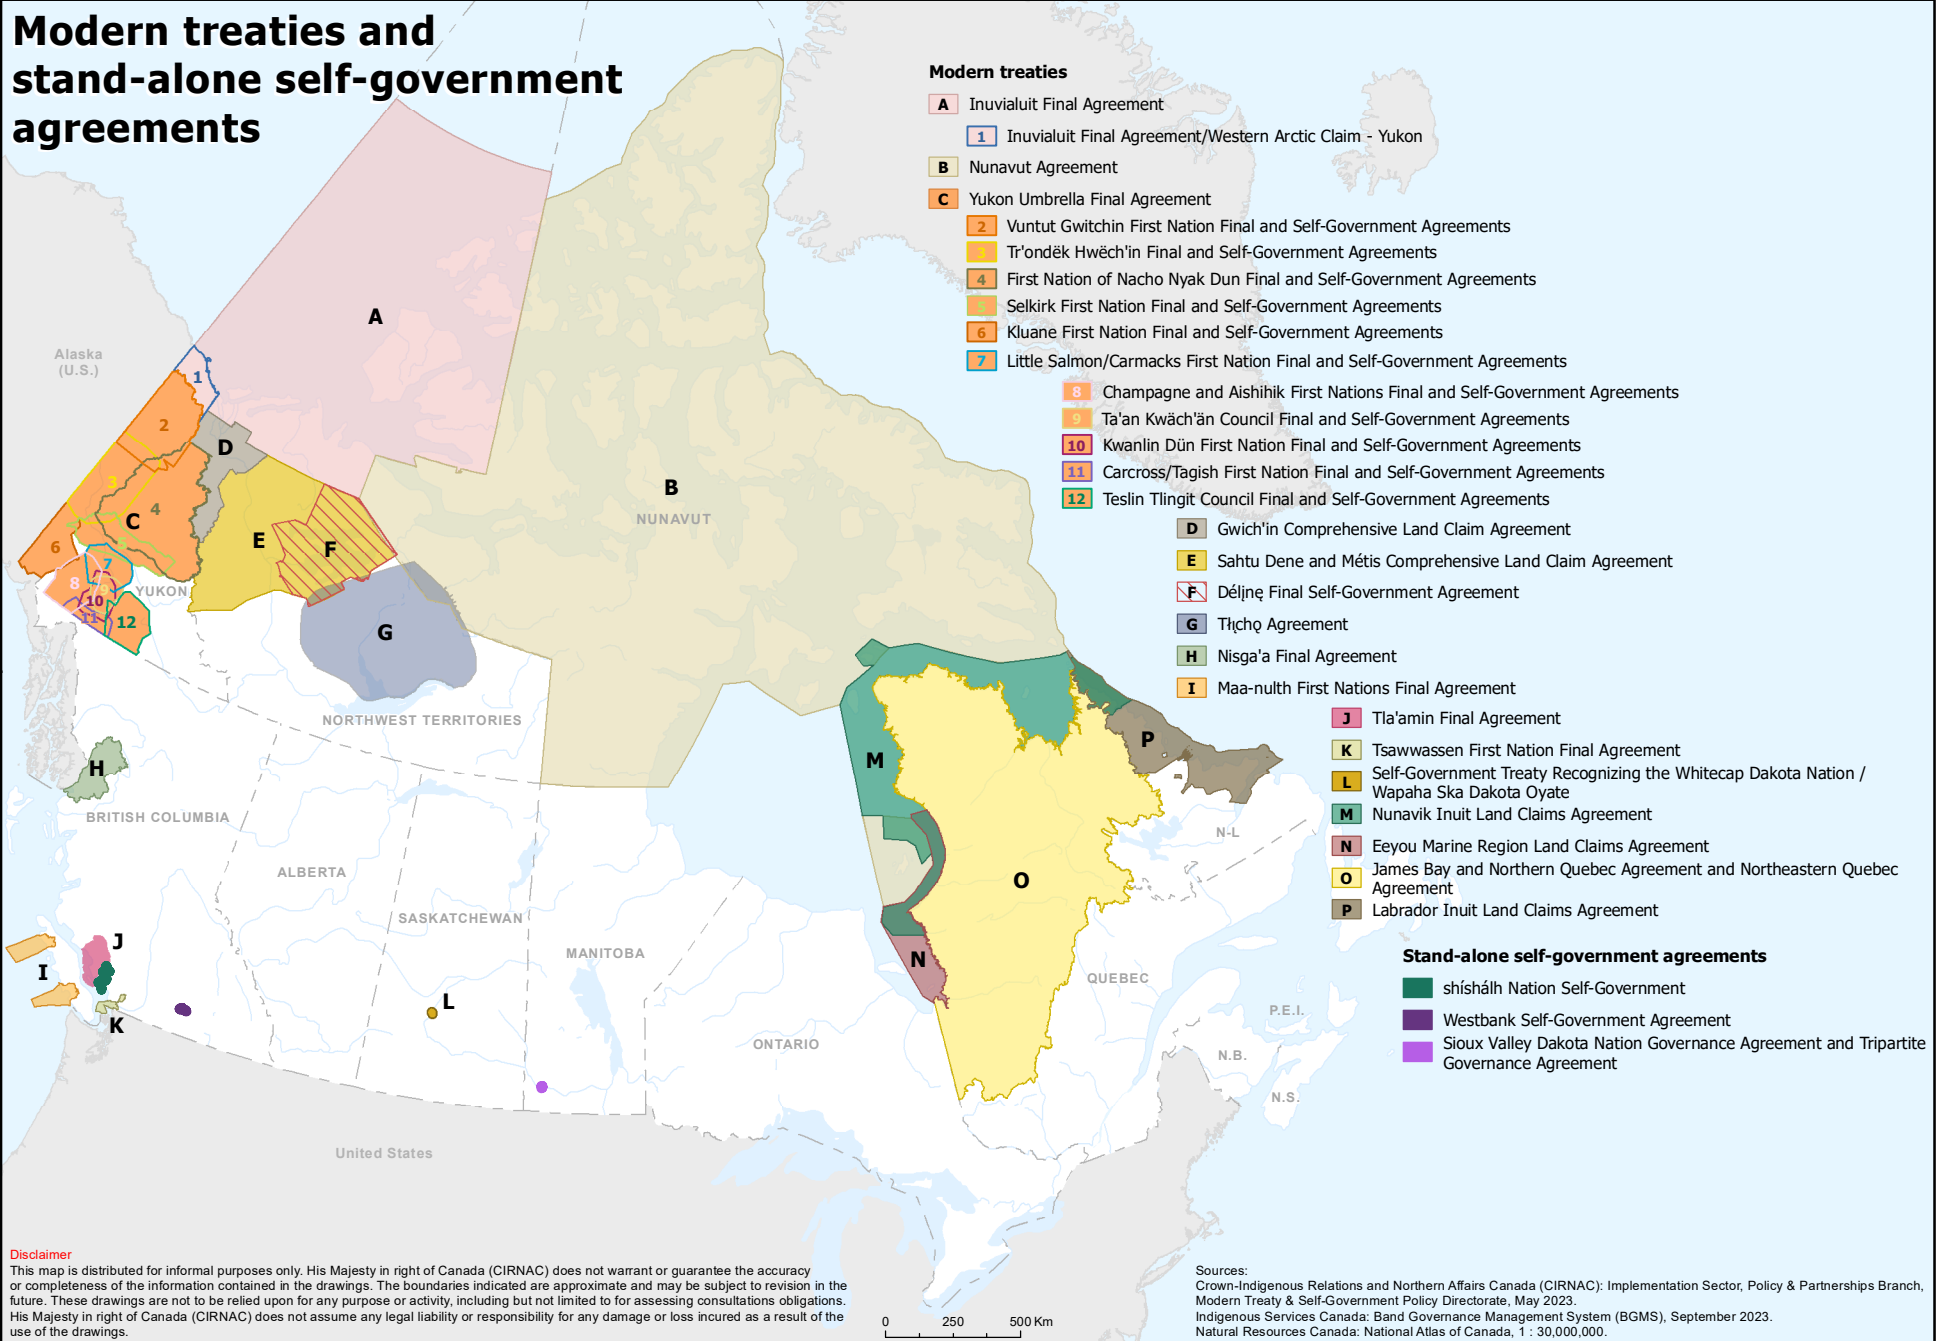 Modern treaties and
stand-alone self-government
agreements
Modern treaties
A Inuvialuit Final Agreement
1 Inuvialuit Final Agreement/Western Arctic Claim - Yukon
B Nunavut Agreement
C Yukon Umbrella Final Agreement
2 Vuntut Gwitchin First Nation Final and Self-Government Agreements
3 Tr'ondëk Hwëch'in Final and Self-Government Agreements
4 First Nation of Nacho Nyak Dun Final and Self-Government Agreements
5 Selkirk First Nation Final and Self-Government Agreements
6 Kluane First Nation Final and Self-Government Agreements
7 Little Salmon/Carmacks First Nation Final and Self-Government Agreements
8 Champagne and Aishihik First Nations Final and Self-Government Agreements
9 Ta'an Kwäch'än Council Final and Self-Government Agreements
10 Kwanlin Dün First Nation Final and Self-Government Agreements
11 Carcross/Tagish First Nation Final and Self-Government Agreements
12 Teslin Tlingit Council Final and Self-Government Agreements
D Gwich'in Comprehensive Land Claim Agreement
E Sahtu Dene and Métis Comprehensive Land Claim Agreement
F Délįnę Final Self-Government Agreement
G Tłįchǫ Agreement
H Nisga'a Final Agreement
I Maa-nulth First Nations Final Agreement
J Tla'amin Final Agreement
K Tsawwassen First Nation Final Agreement
L Self-Government Treaty Recognizing the Whitecap Dakota Nation /
Wapaha Ska Dakota Oyate
M Nunavik Inuit Land Claims Agreement
N Eeyou Marine Region Land Claims Agreement
O James Bay and Northern Quebec Agreement and Northeastern Quebec
Agreement
P Labrador Inuit Land Claims Agreement
Stand-alone self-government agreements
shíshálh Nation Self-Government
Westbank Self-Government Agreement
Sioux Valley Dakota Nation Governance Agreement and Tripartite
Governance Agreement
Alaska
(U.S.)
A
1
2
D
3
B
NUNAVUT
4
C
E
5
6
F
7
8
9
YUKON
10
11
12
G
NORTHWEST TERRITORIES
H
M
P
BRITISH COLUMBIA
N-L
ALBERTA
O
SASKATCHEWAN
J
MANITOBA
N
I
QUEBEC
L
K
P.E.I.
ONTARIO
N.B.
N.S.
United States
Disclaimer
This map is distributed for informal purposes only. His Majesty in right of Canada (CIRNAC) does not warrant or guarantee the accuracy
or completeness of the information contained in the drawings. The boundaries indicated are approximate and may be subject to revision in the
future. These drawings are not to be relied upon for any purpose or activity, including but not limited to for assessing consultations obligations.
His Majesty in right of Canada (CIRNAC) does not assume any legal liability or responsibility for any damage or loss incured as a result of the
use of the drawings.
0 250 500 Km
Sources:
Crown-Indigenous Relations and Northern Affairs Canada (CIRNAC): Implementation Sector, Policy & Partnerships Branch,
Modern Treaty & Self-Government Policy Directorate, May 2023.
Indigenous Services Canada: Band Governance Management System (BGMS), September 2023.
Natural Resources Canada: National Atlas of Canada, 1 : 30,000,000.